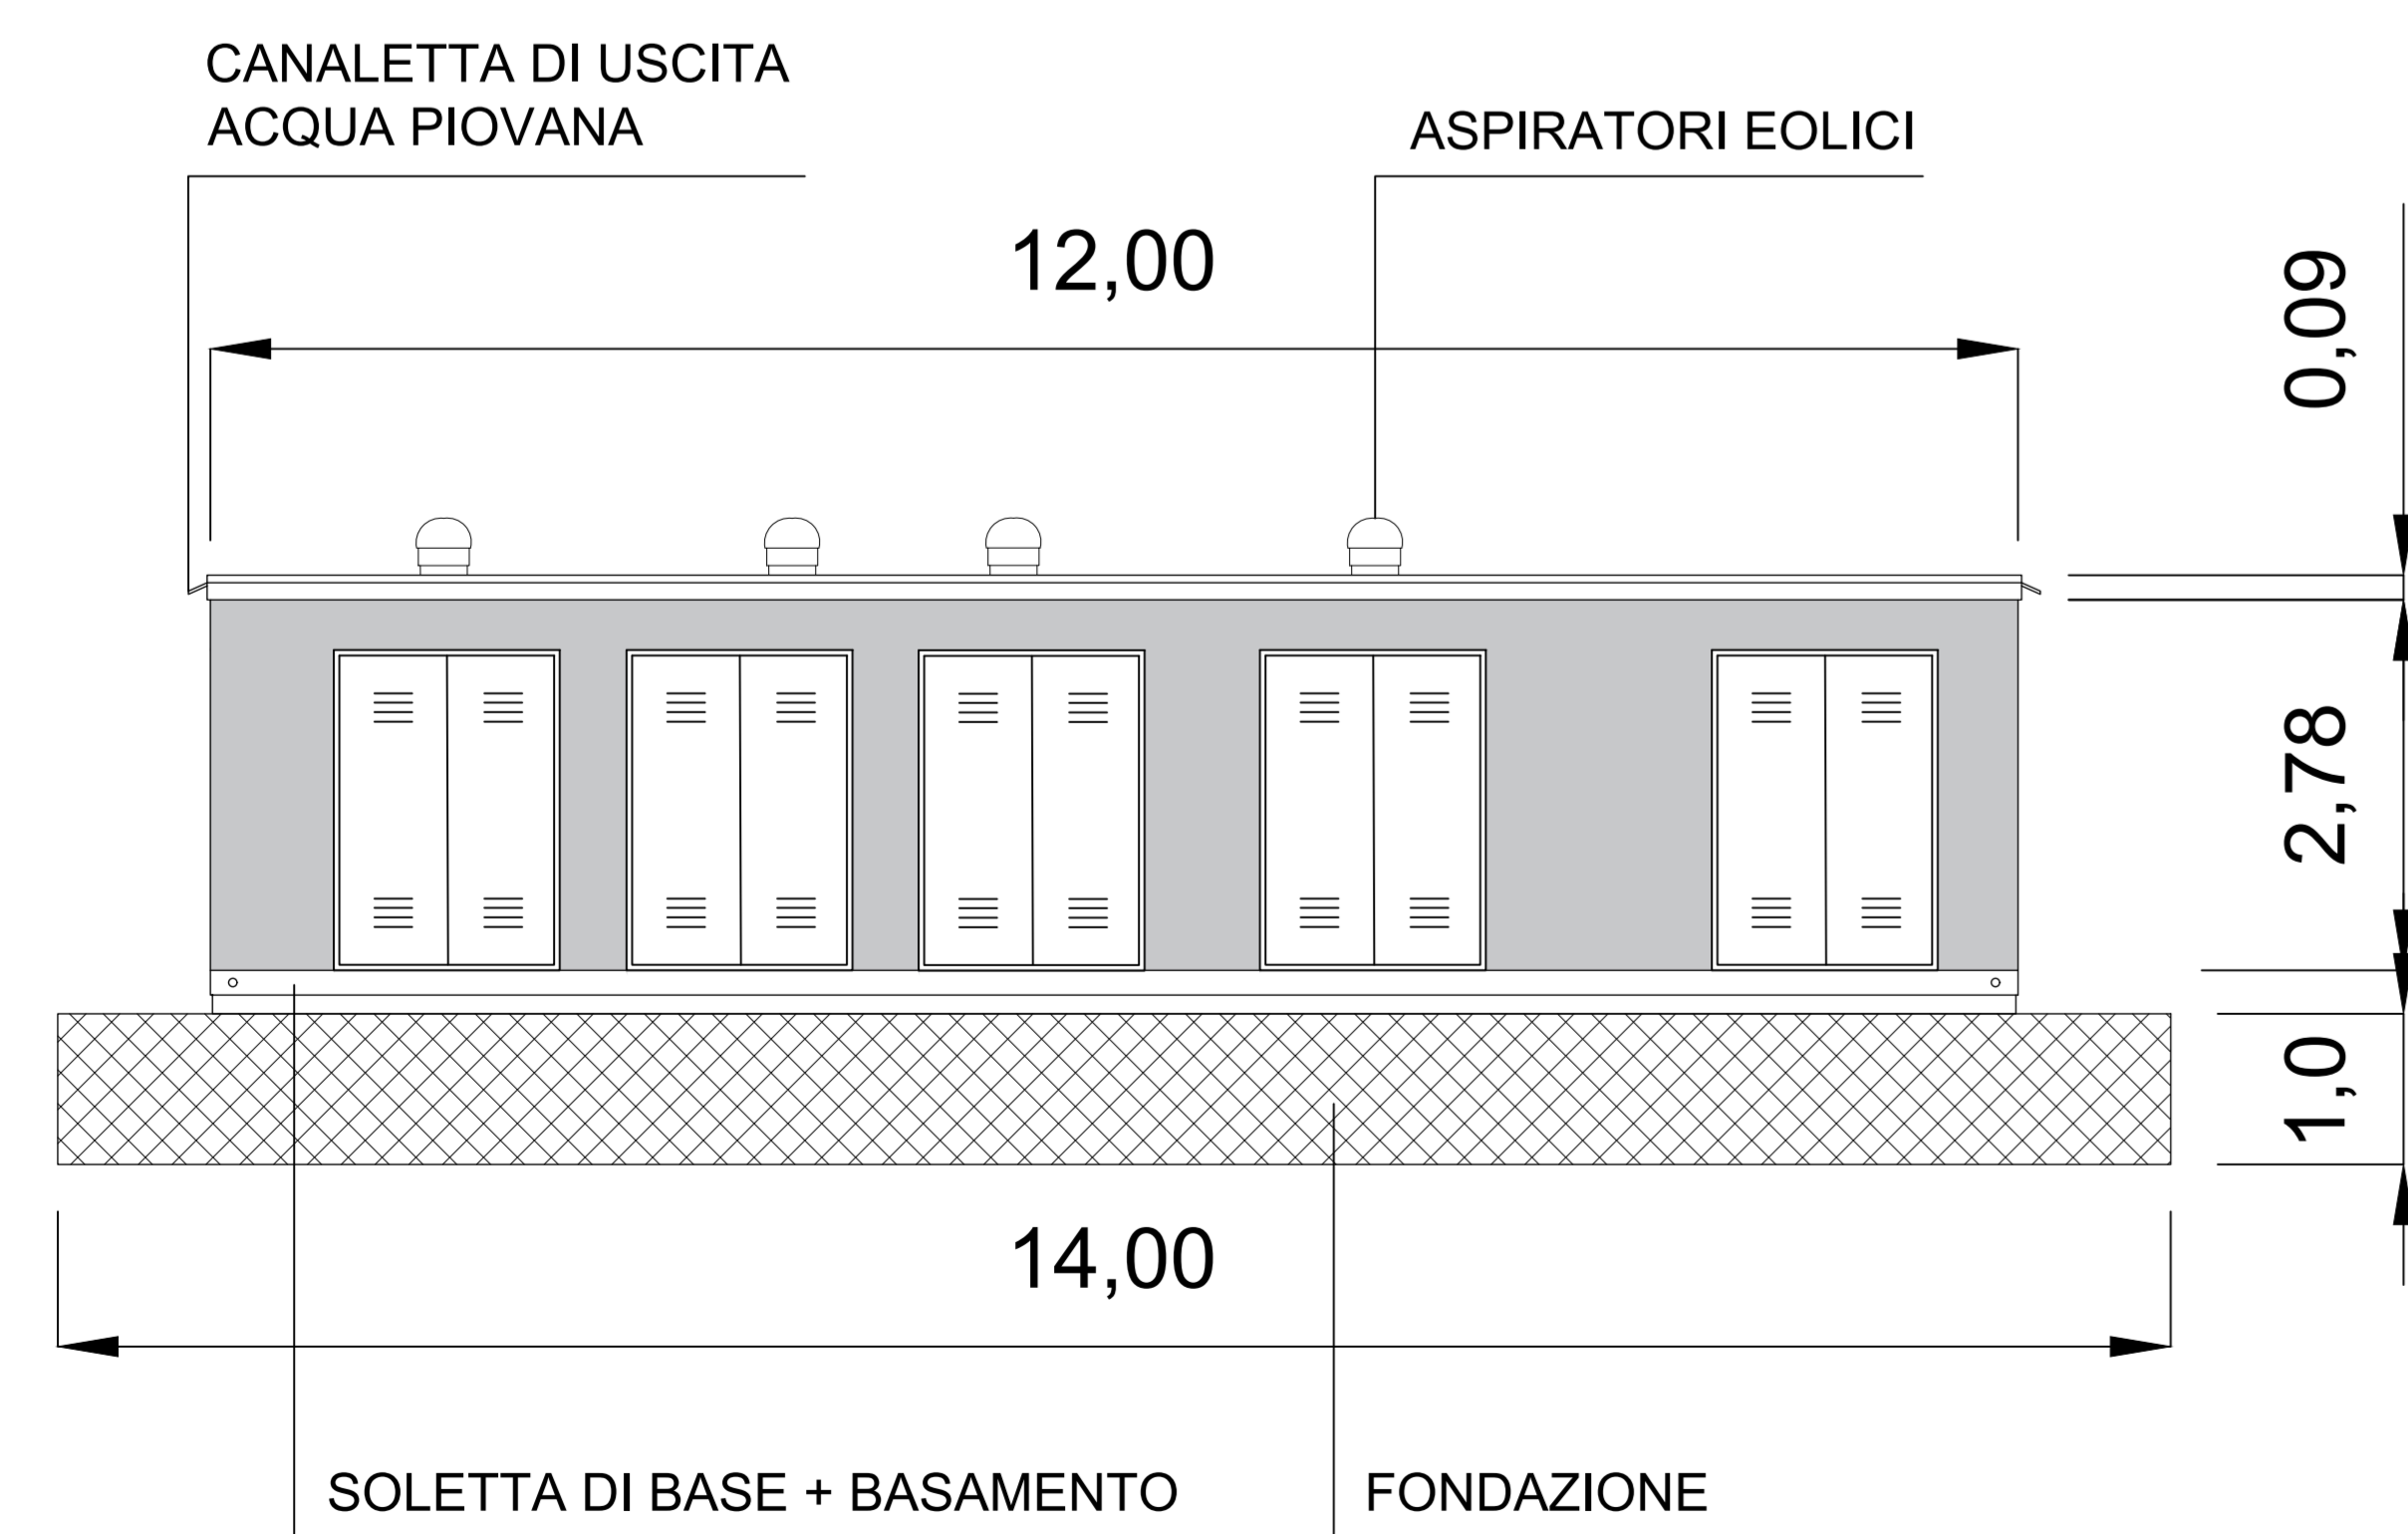 CANALETTA DI USCITA
ACQUA PIOVANA
ASPIRATORI EOLICI
12,00
0,09
2,78
1,0
14,00
SOLETTA DI BASE + BASAMENTO
FONDAZIONE